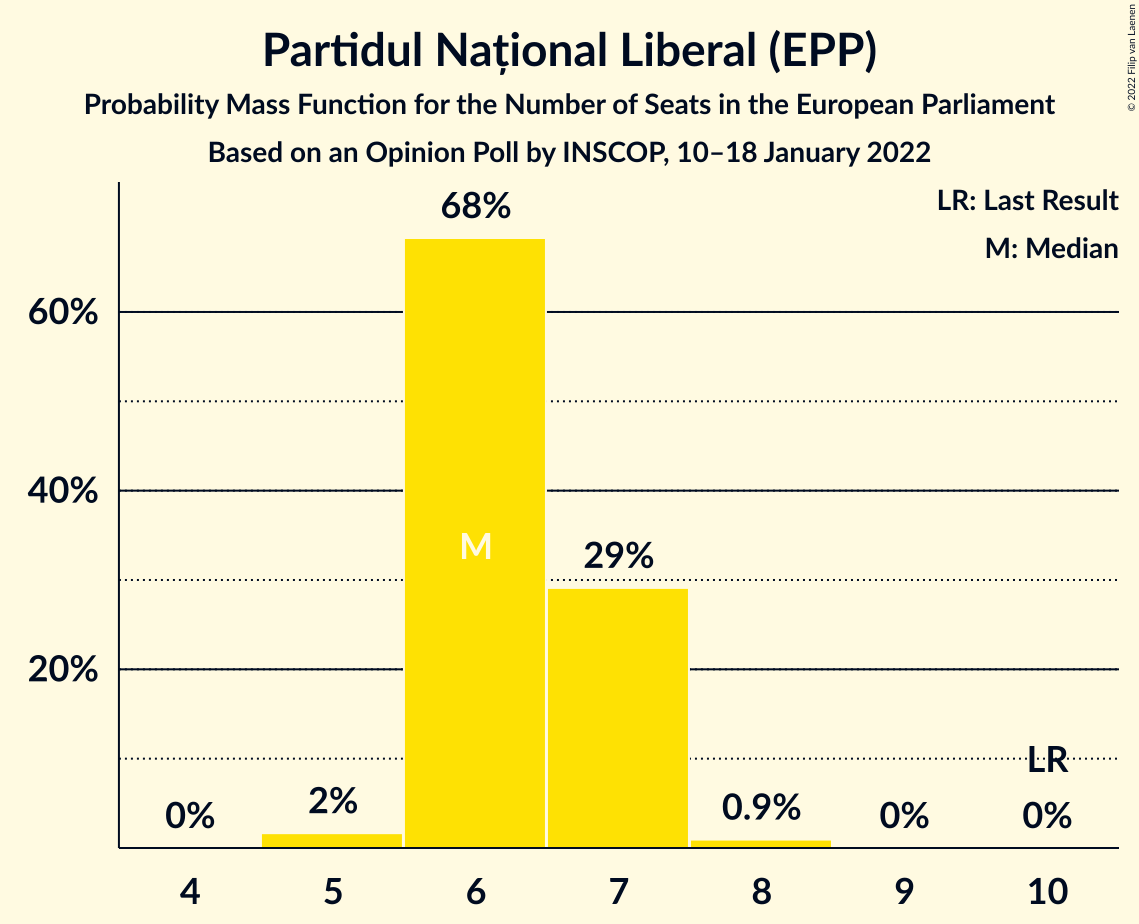 Partidul Național Liberal (EPP)
Probability Mass Function for the Number of Seats in the European Parliament
Based on an Opinion Poll by INSCOP, 10–18 January 2022
© 2022 Filip van Laenen
LR: Last Result
M: Median
68%
60%
40%
M
29%
20%
LR
0%
2%
0.9%
0%
0%
4 5 6 7 8 9 10